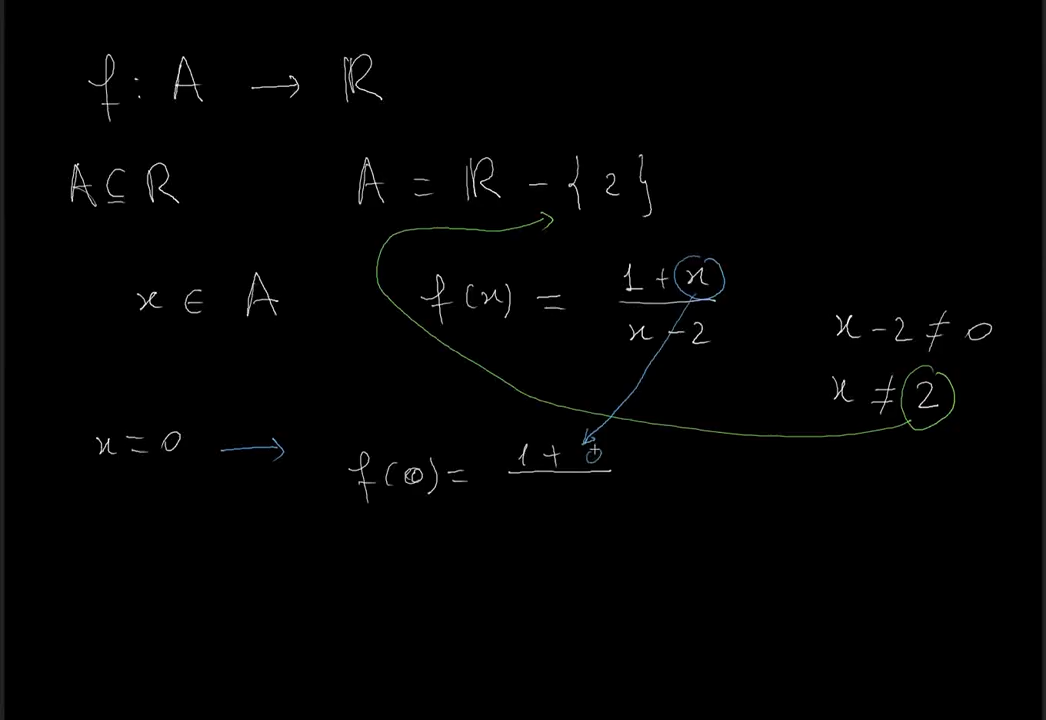 f : A → ℝ
A ⊆ ℝ A = ℝ - { 2 }
x ∈ A f(x) = (1 + x)/(x - 2)
x - 2 ≠ 0
x ≠ 2
x = 0 → f(0) = 1 + 0